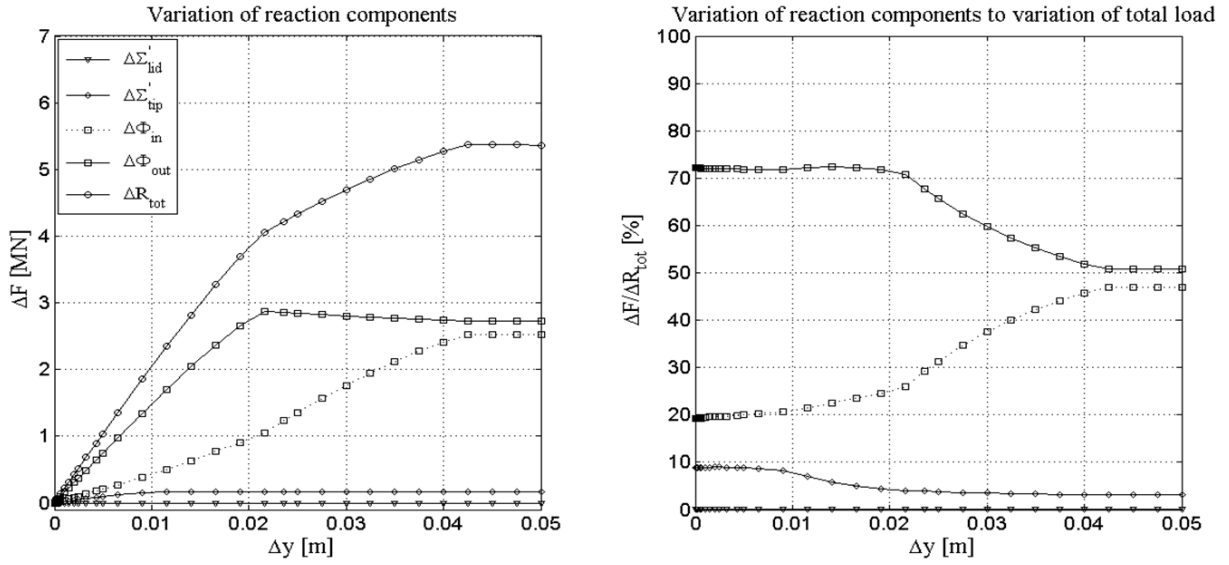 Variation of reaction components
7
6
5
4
3
2
1
0
ΔF [MN]
ΔΣ'lid
ΔΣ'tip
ΔΦin
ΔΦout
ΔRtot
0 0.01 0.02 0.03 0.04 0.05
Δy [m]
Variation of reaction components to variation of total load
100
90
80
70
60
50
40
30
20
10
0
ΔF/ΔRtot [%]
0 0.01 0.02 0.03 0.04 0.05
Δy [m]